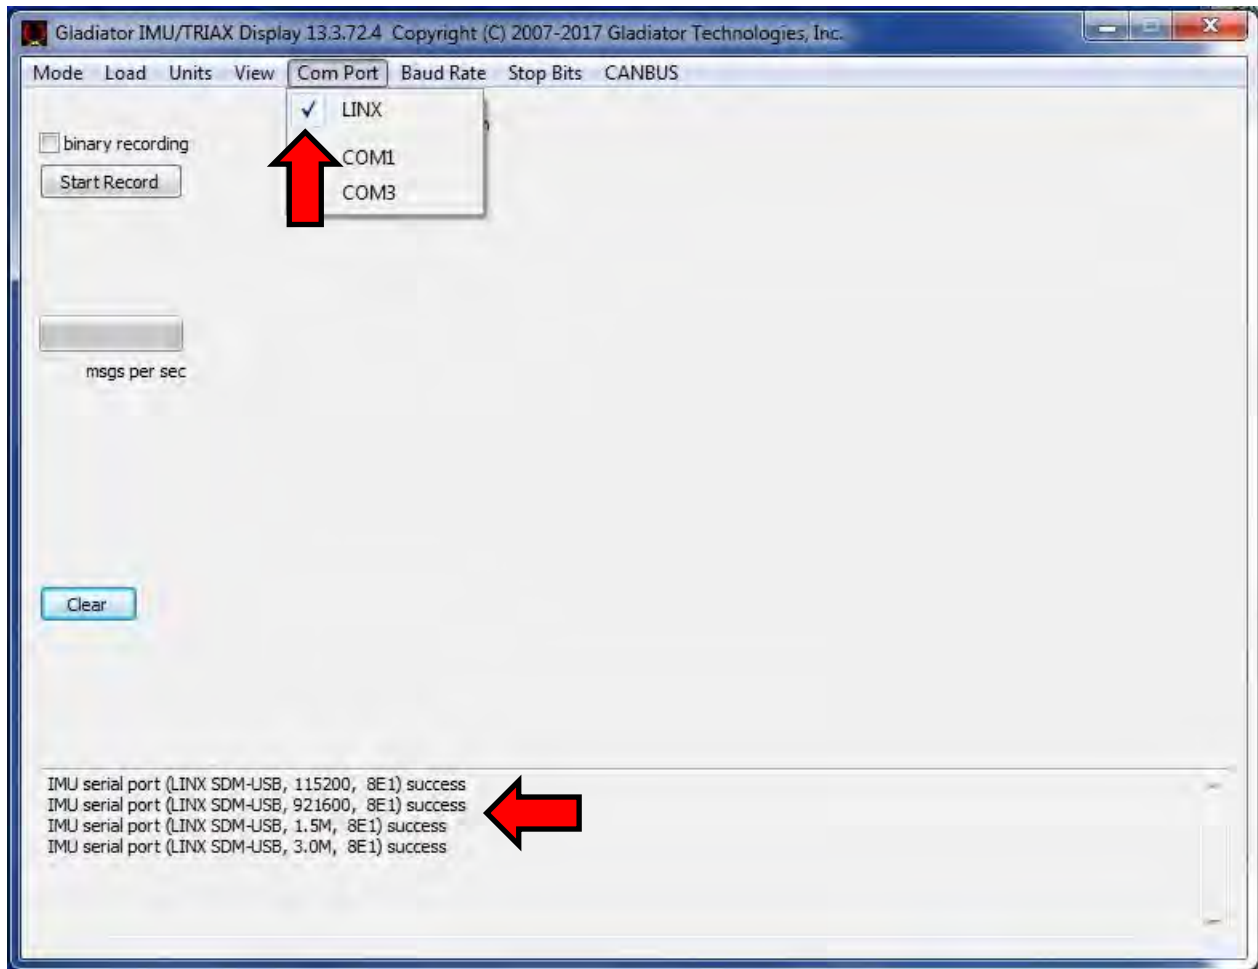 Gladiator IMU/TRIAX Display 13.3.72.4 Copyright (C) 2007-2017 Gladiator Technologies, Inc.
Mode Load Units View Com Port Baud Rate Stop Bits CANBUS
LINX
binary recording
COM1
Start Record
COM3
msgs per sec
Clear
IMU serial port (LINX SDM-USB, 115200, 8E1) success
IMU serial port (LINX SDM-USB, 921600, 8E1) success
IMU serial port (LINX SDM-USB, 1.5M, 8E1) success
IMU serial port (LINX SDM-USB, 3.0M, 8E1) success